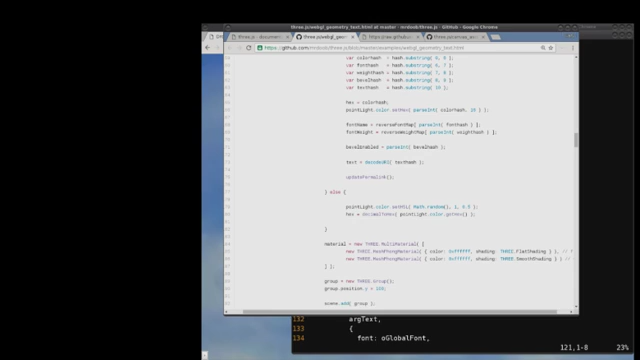 three.js/webgl_geometry_text.html at master · mrdoob/three.js · GitHub - Google Chrome
https://github.com/mrdoob/three.js/blob/master/examples/webgl_geometry_text.html
var colorhash = hash.substring( 0, 6 );
var fonthash = hash.substring( 6, 7 );
var weighthash = hash.substring( 7, 8 );
var bevelhash = hash.substring( 8, 9 );
var texthash = hash.substring( 10 );
hex = colorhash;
pointLight.color.setHex( parseInt( colorhash, 16 ) );
fontName = reverseFontMap[ parseInt( fonthash ) ];
fontWeight = reverseWeightMap[ parseInt( weighthash ) ];
bevelEnabled = parseInt( bevelhash );
text = decodeURI( texthash );
updatePermalink();
} else {
pointLight.color.setHSL( Math.random(), 1, 0.5 );
hex = decimalToHex( pointLight.color.getHex() );
}
material = new THREE.MultiMaterial( [
new THREE.MeshPhongMaterial( { color: 0xffffff, shading: THREE.FlatShading } ), //
new THREE.MeshPhongMaterial( { color: 0xffffff, shading: THREE.SmoothShading } ) //
] );
group = new THREE.Group();
group.position.y = 100;
scene.add( group );
132 argText,
133 {
134 font: oGlobalFont,
121,1-8 23%